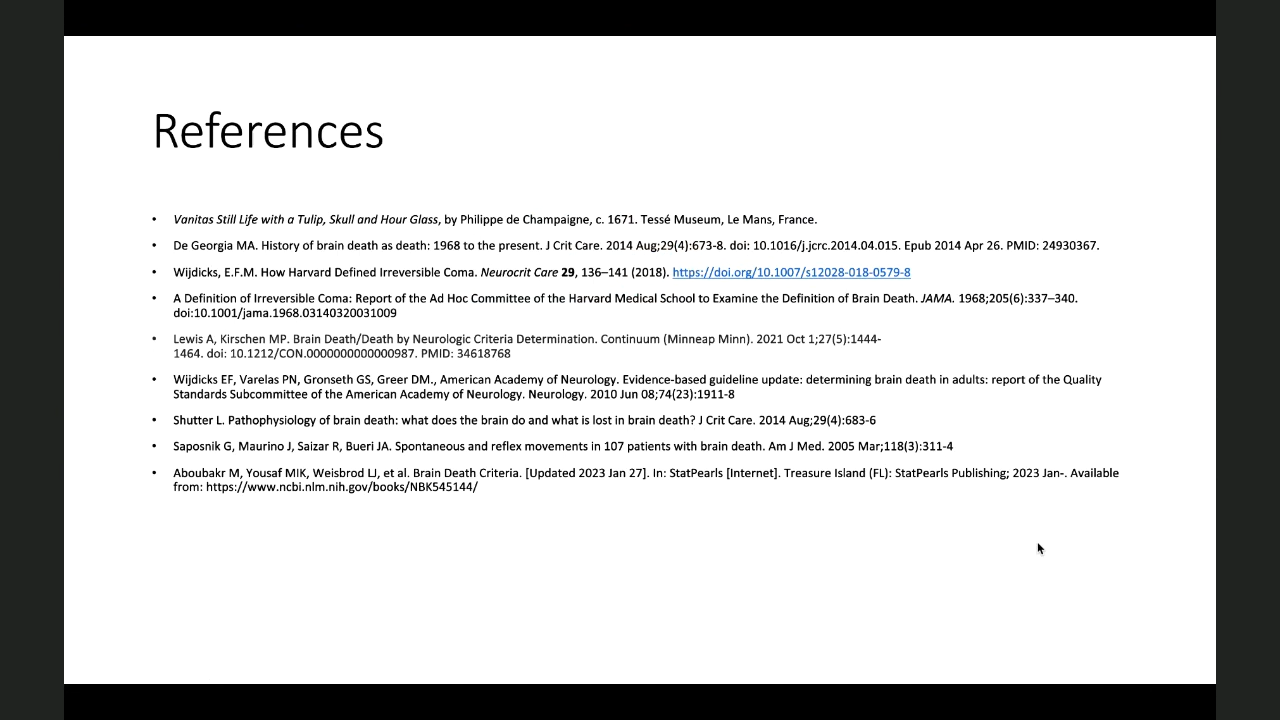 References
• Vanitas Still Life with a Tulip, Skull and Hour Glass, by Philippe de Champaigne, c. 1671. Tessé Museum, Le Mans, France.
• De Georgia MA. History of brain death as death: 1968 to the present. J Crit Care. 2014 Aug;29(4):673-8. doi: 10.1016/j.jcrc.2014.04.015. Epub 2014 Apr 26. PMID: 24930367.
• Wijdicks, E.F.M. How Harvard Defined Irreversible Coma. Neurocrit Care 29, 136–141 (2018). https://doi.org/10.1007/s12028-018-0579-8
• A Definition of Irreversible Coma: Report of the Ad Hoc Committee of the Harvard Medical School to Examine the Definition of Brain Death. JAMA. 1968;205(6):337–340.
doi:10.1001/jama.1968.03140320031009
• Lewis A, Kirschen MP. Brain Death/Death by Neurologic Criteria Determination. Continuum (Minneap Minn). 2021 Oct 1;27(5):1444-
1464. doi: 10.1212/CON.0000000000000987. PMID: 34618768
• Wijdicks EF, Varelas PN, Gronseth GS, Greer DM., American Academy of Neurology. Evidence-based guideline update: determining brain death in adults: report of the Quality
Standards Subcommittee of the American Academy of Neurology. Neurology. 2010 Jun 08;74(23):1911-8
• Shutter L. Pathophysiology of brain death: what does the brain do and what is lost in brain death? J Crit Care. 2014 Aug;29(4):683-6
• Saposnik G, Maurino J, Saizar R, Bueri JA. Spontaneous and reflex movements in 107 patients with brain death. Am J Med. 2005 Mar;118(3):311-4
• Aboubakr M, Yousaf MIK, Weisbrod LJ, et al. Brain Death Criteria. [Updated 2023 Jan 27]. In: StatPearls [Internet]. Treasure Island (FL): StatPearls Publishing; 2023 Jan-. Available
from: https://www.ncbi.nlm.nih.gov/books/NBK545144/